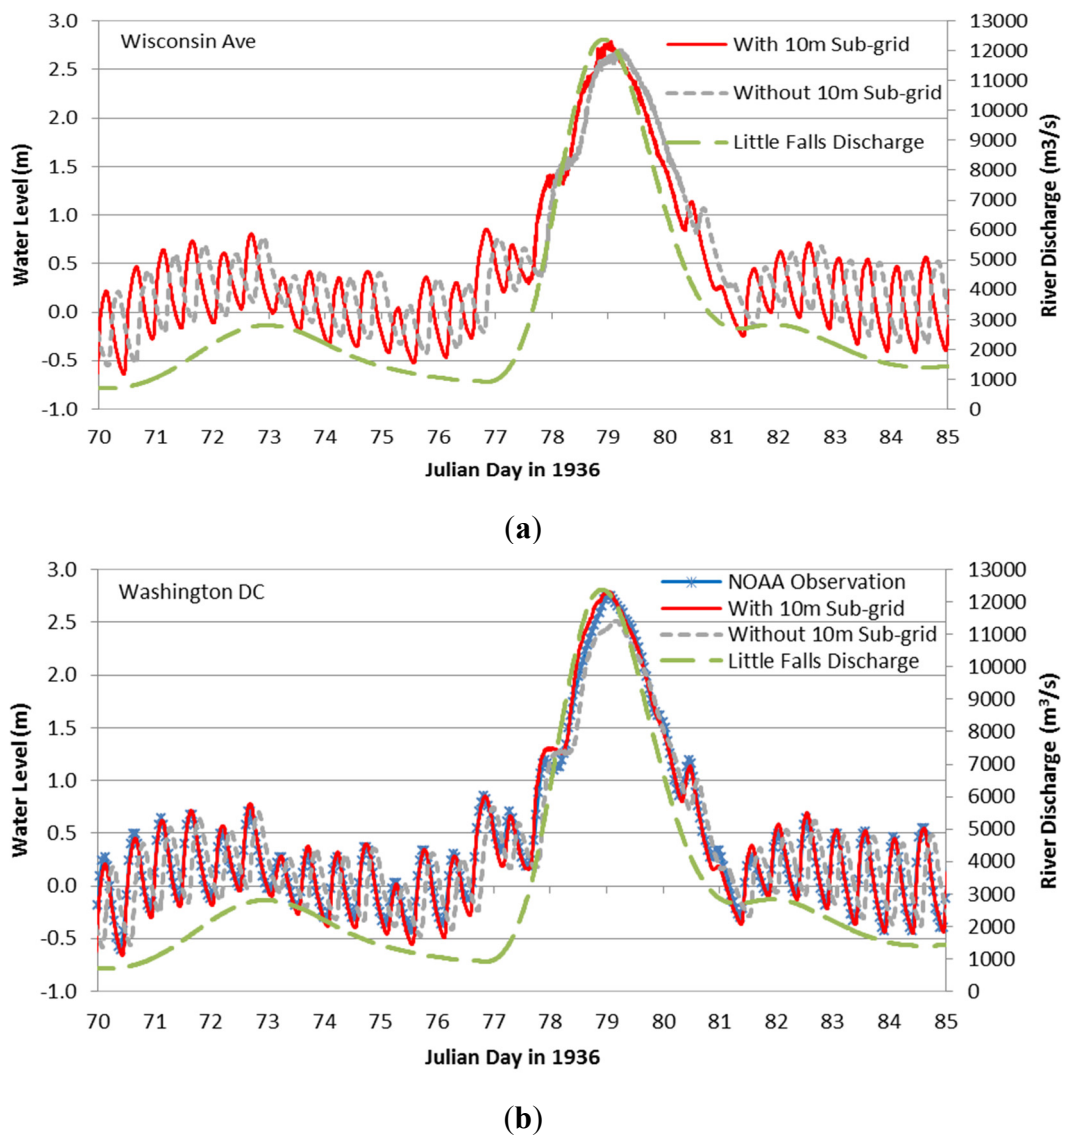 Wisconsin Ave
With 10m Sub-grid
Without 10m Sub-grid
Little Falls Discharge
3.0
2.5
2.0
1.5
1.0
0.5
0.0
-0.5
-1.0
Water Level (m)
13000
12000
11000
10000
9000
8000
7000
6000
5000
4000
3000
2000
1000
0
River Discharge (m3/s)
70 71 72 73 74 75 76 77 78 79 80 81 82 83 84 85
Julian Day in 1936
(a)
Washington DC
NOAA Observation
With 10m Sub-grid
Without 10m Sub-grid
Little Falls Discharge
3.0
2.5
2.0
1.5
1.0
0.5
0.0
-0.5
-1.0
Water Level (m)
13000
12000
11000
10000
9000
8000
7000
6000
5000
4000
3000
2000
1000
0
River Discharge (m³/s)
70 71 72 73 74 75 76 77 78 79 80 81 82 83 84 85
Julian Day in 1936
(b)